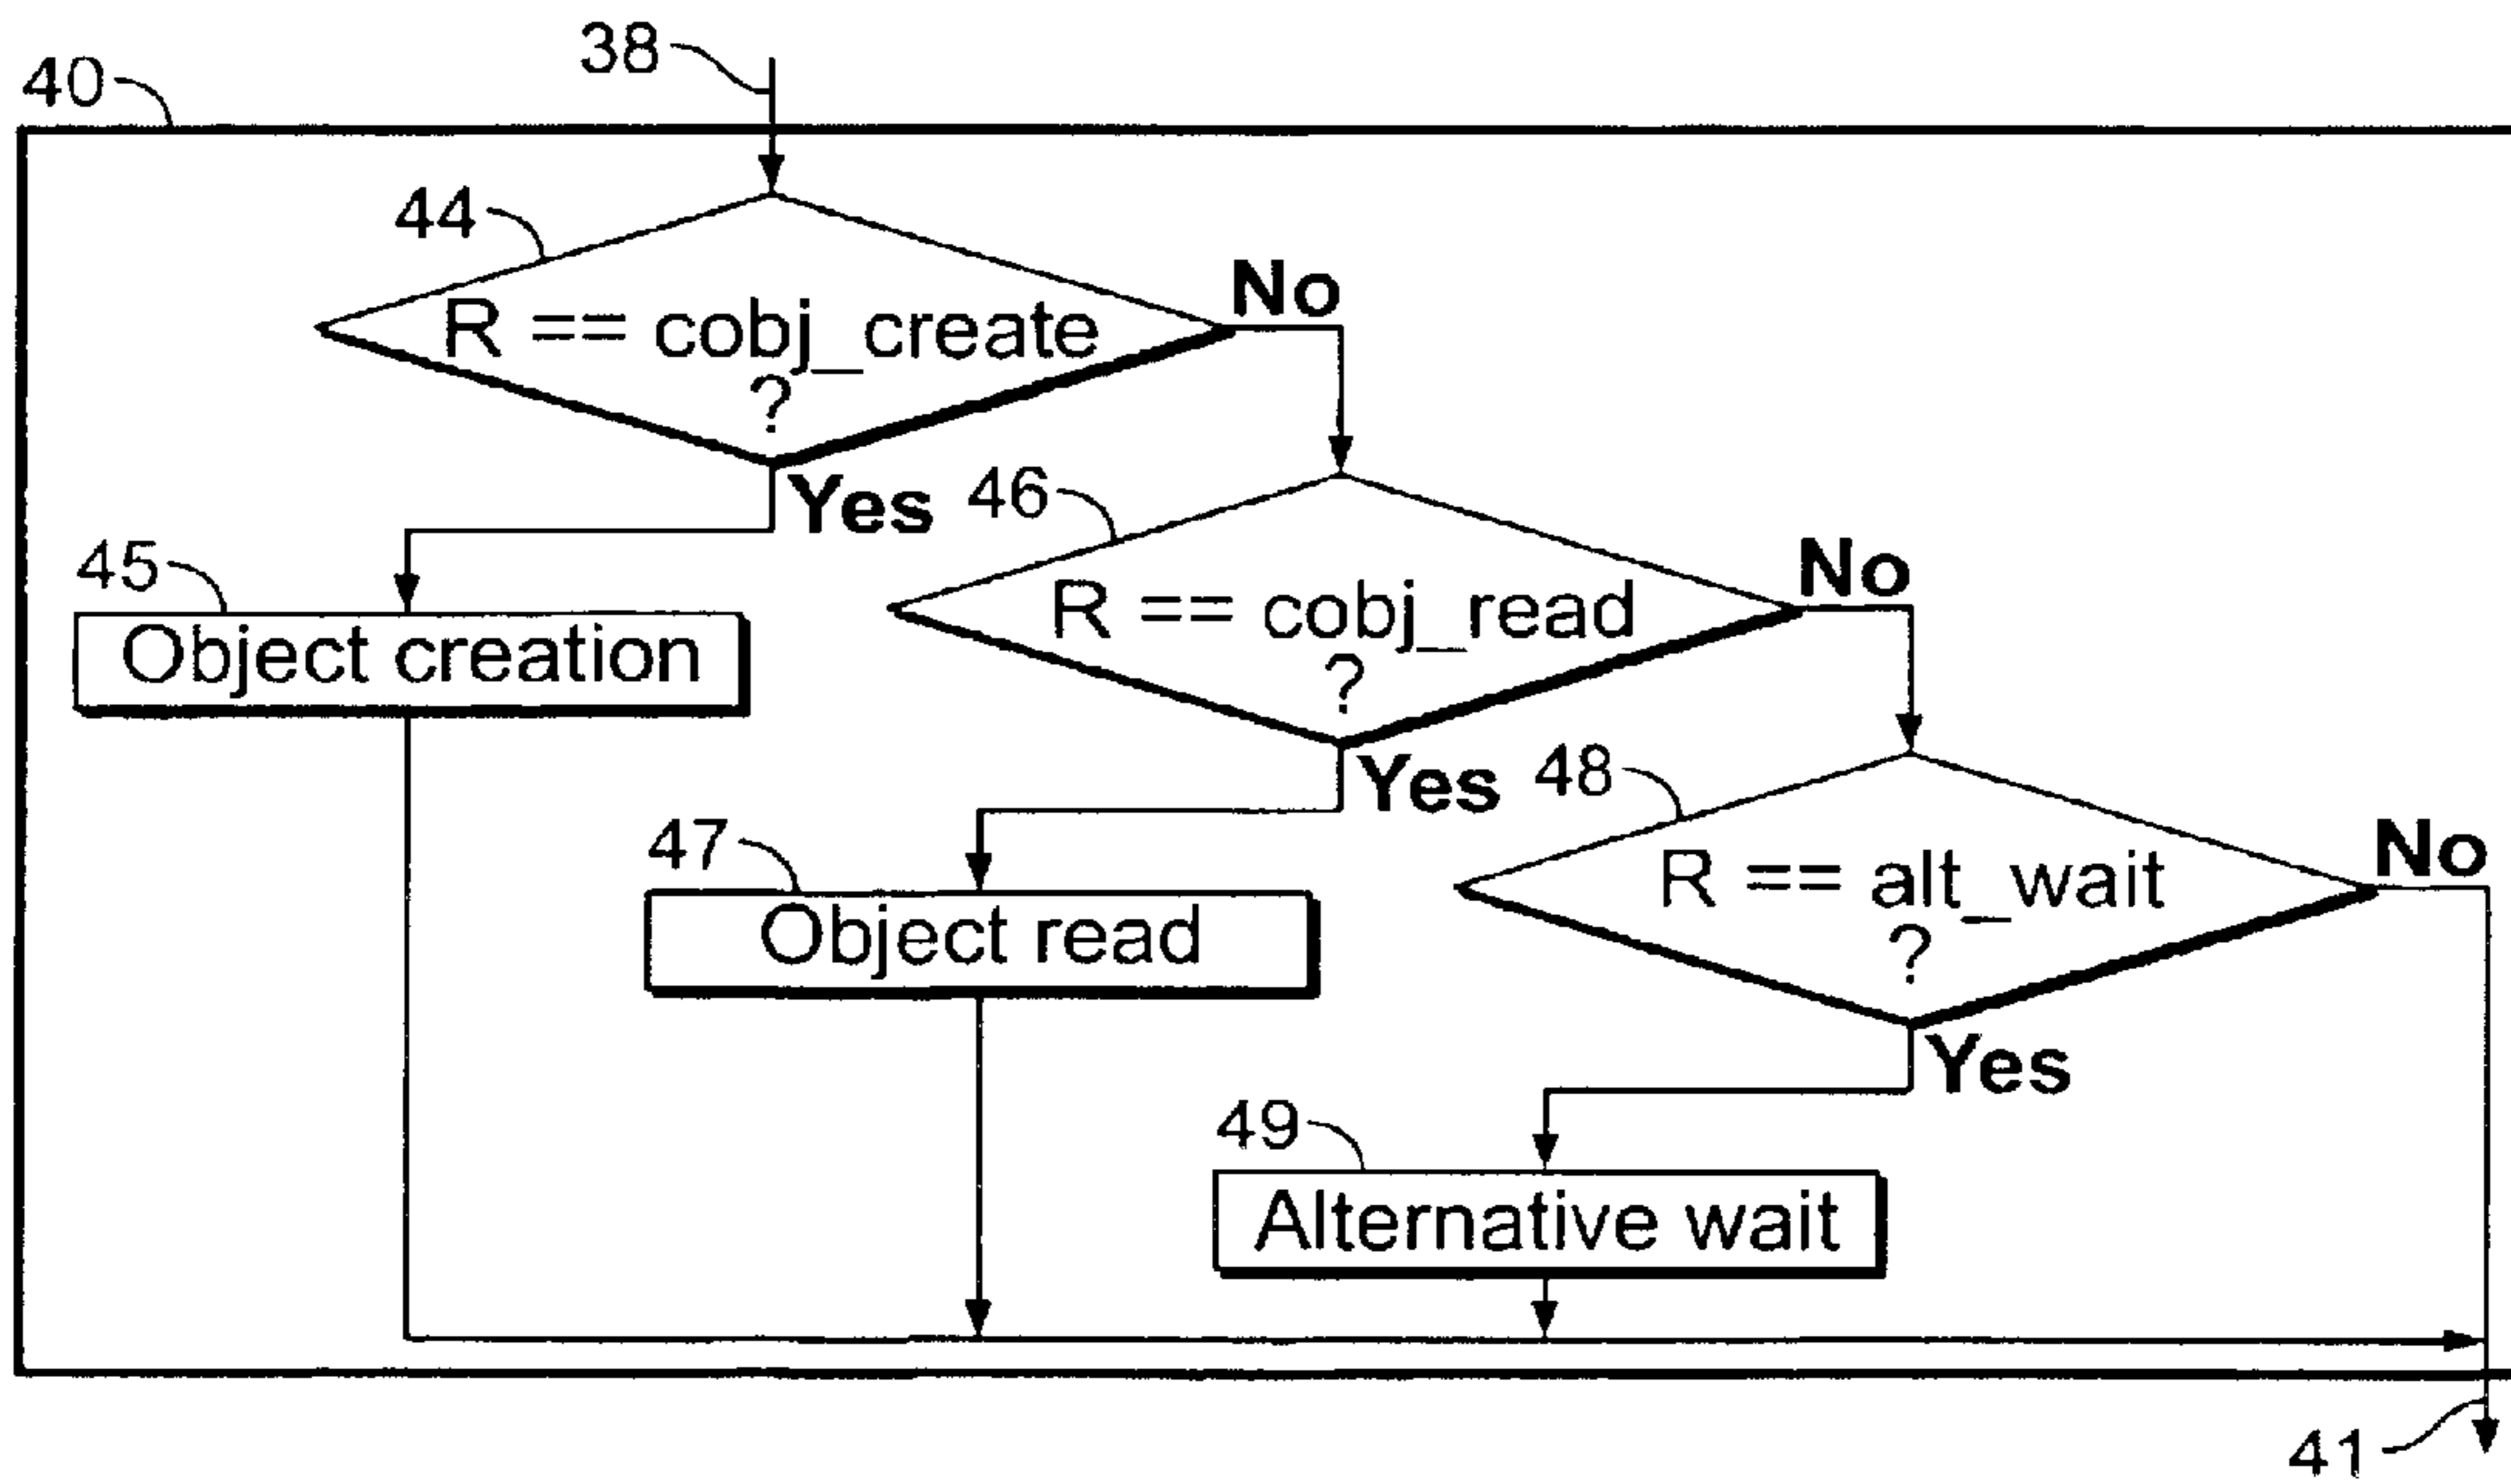 38
40
44
R == cobj_create
?
No
Yes
46
45
Object creation
R == cobj_read
?
No
Yes
48
47
Object read
R == alt_wait
?
No
Yes
49
Alternative wait
41